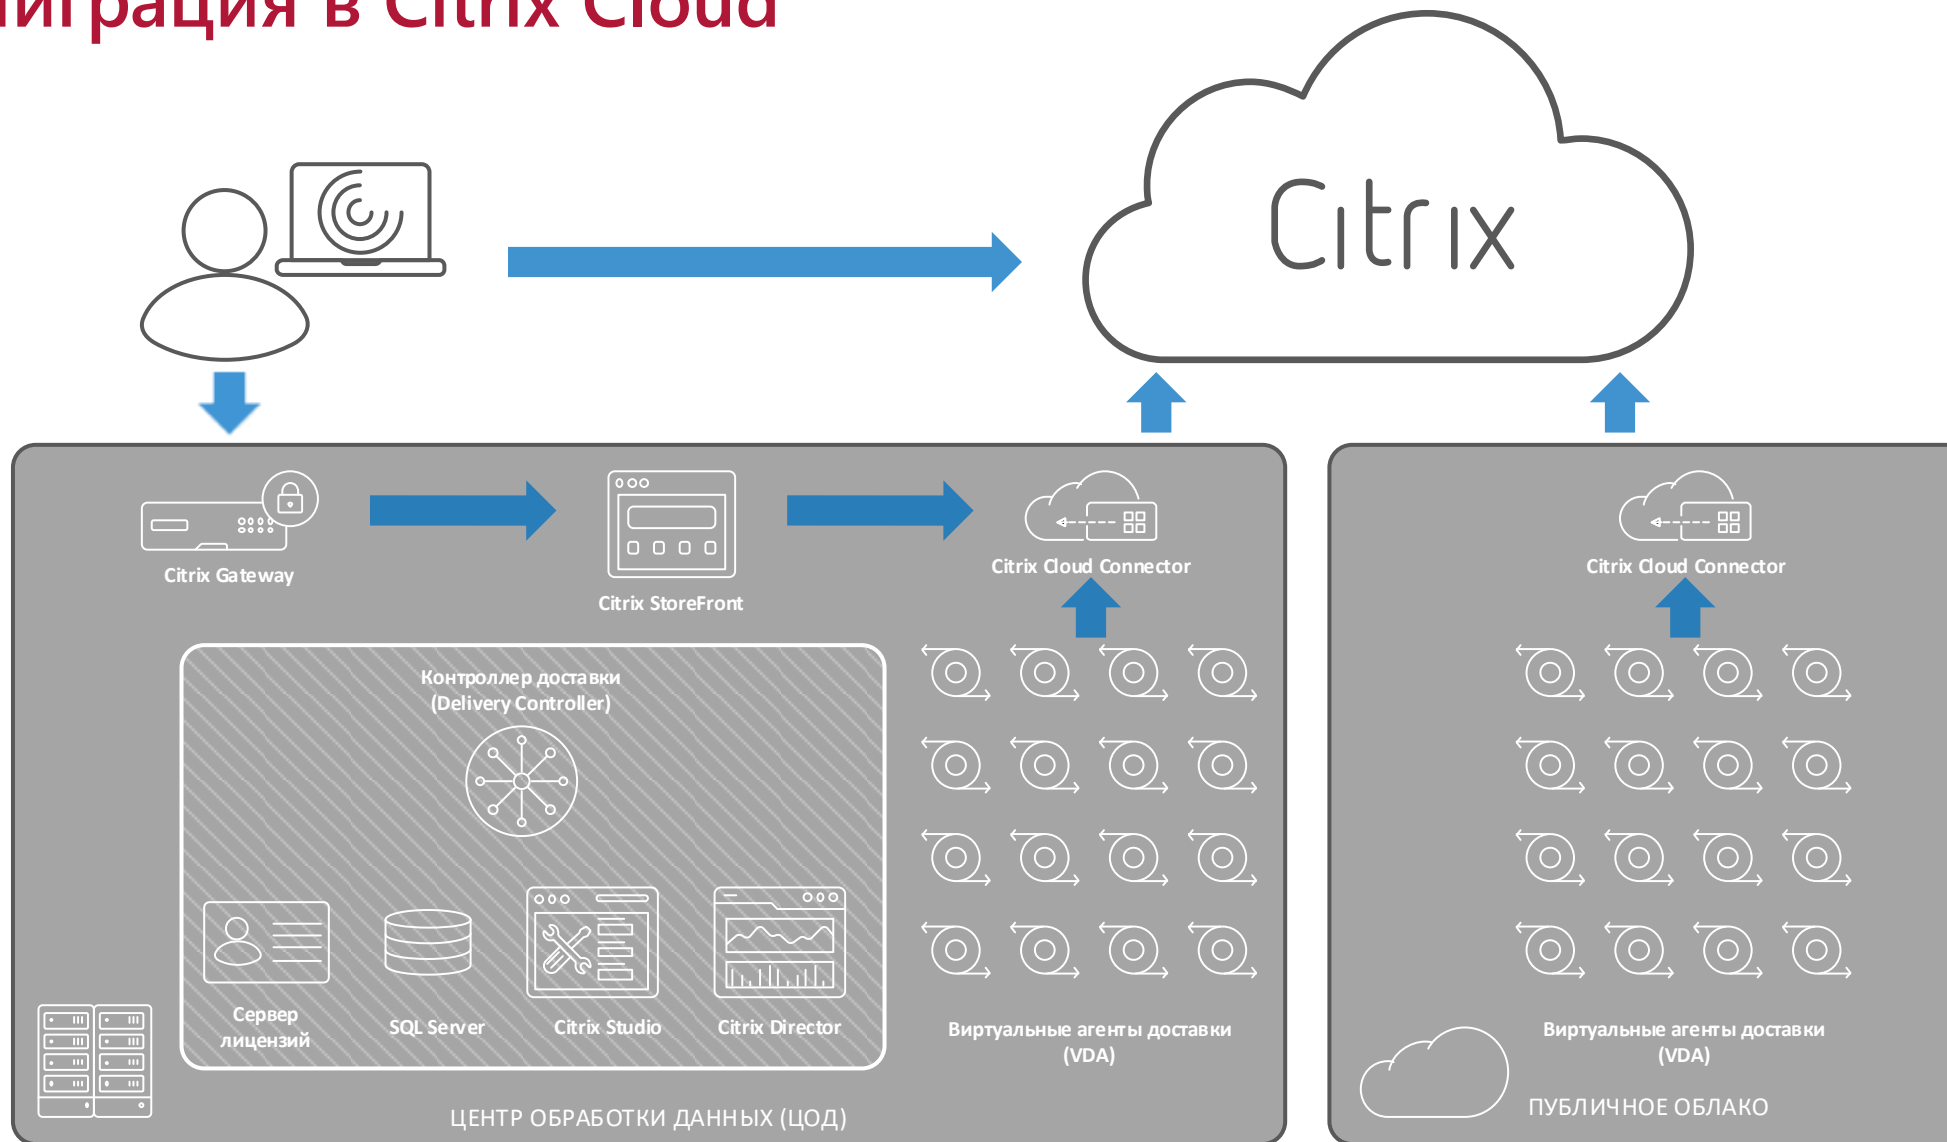 играция в Citrix Cloud
Citrix
Citrix Gateway
Citrix StoreFront
Citrix Cloud Connector
Citrix Cloud Connector
Контроллер доставки
(Delivery Controller)
Сервер
лицензий
SQL Server
Citrix Studio
Citrix Director
Виртуальные агенты доставки
(VDA)
Виртуальные агенты доставки
(VDA)
ЦЕНТР ОБРАБОТКИ ДАННЫХ (ЦОД)
ПУБЛИЧНОЕ ОБЛАКО